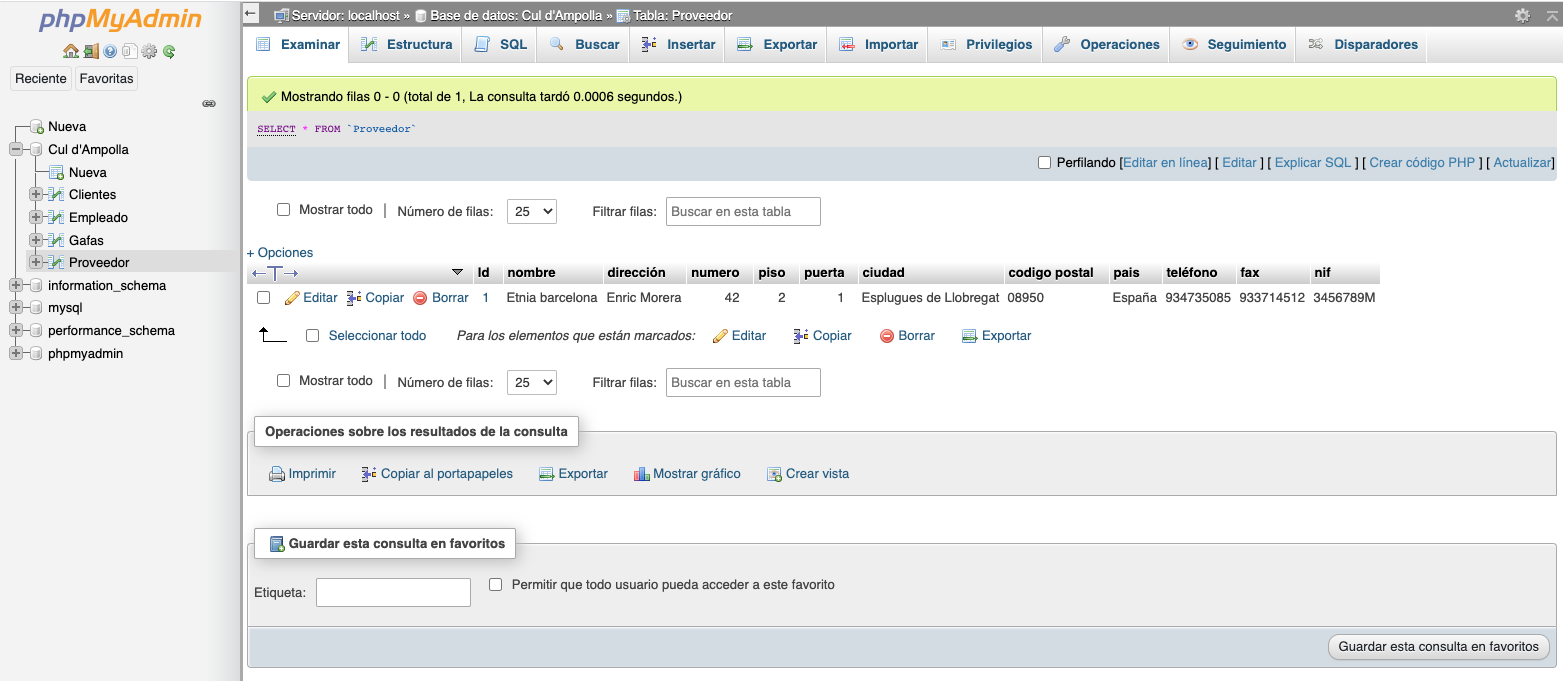 phpMyAdmin
Reciente Favoritas
Nueva
Cul d'Ampolla
Nueva
Clientes
Empleado
Gafas
Proveedor
information_schema
mysql
performance_schema
phpmyadmin
Servidor: localhost » Base de datos: Cul d'Ampolla » Tabla: Proveedor
Examinar Estructura SQL Buscar Insertar Exportar Importar Privilegios Operaciones Seguimiento Disparadores
Mostrando filas 0 - 0 (total de 1, La consulta tardó 0.0006 segundos.)
SELECT * FROM `Proveedor`
Perfilando [Editar en línea] [ Editar ] [ Explicar SQL ] [ Crear código PHP ] [ Actualizar]
Mostrar todo | Número de filas: 25 Filtrar filas: Buscar en esta tabla
+ Opciones
←T→ Id nombre dirección numero piso puerta ciudad codigo postal pais teléfono fax nif
Editar Copiar Borrar 1 Etnia barcelona Enric Morera 42 2 1 Esplugues de Llobregat 08950 España 934735085 933714512 3456789M
Seleccionar todo Para los elementos que están marcados: Editar Copiar Borrar Exportar
Mostrar todo | Número de filas: 25 Filtrar filas: Buscar en esta tabla
Operaciones sobre los resultados de la consulta
Imprimir Copiar al portapapeles Exportar Mostrar gráfico Crear vista
Guardar esta consulta en favoritos
Etiqueta: Permitir que todo usuario pueda acceder a este favorito
Guardar esta consulta en favoritos